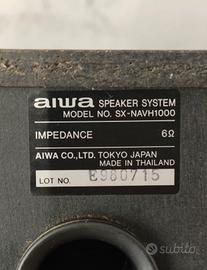 aiwa SPEAKER SYSTEM
MODEL NO. SX-NAVH1000
IMPEDANCE 6Ω
AIWA CO.,LTD. TOKYO JAPAN
MADE IN THAILAND
LOT NO. E980715
subito